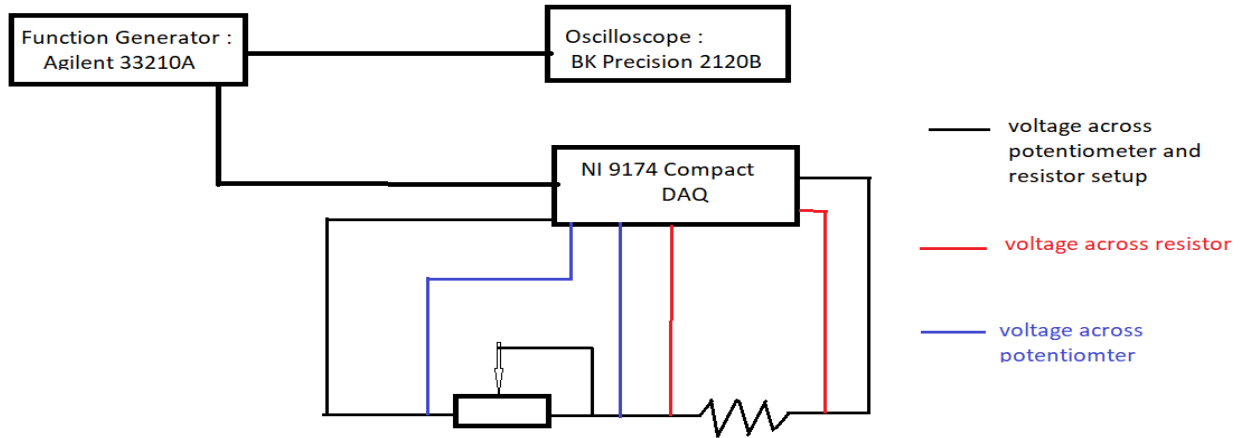 Function Generator :
Agilent 33210A
Oscilloscope :
BK Precision 2120B
NI 9174 Compact
DAQ
voltage across
potentiometer and
resistor setup
voltage across resistor
voltage across
potentiomter